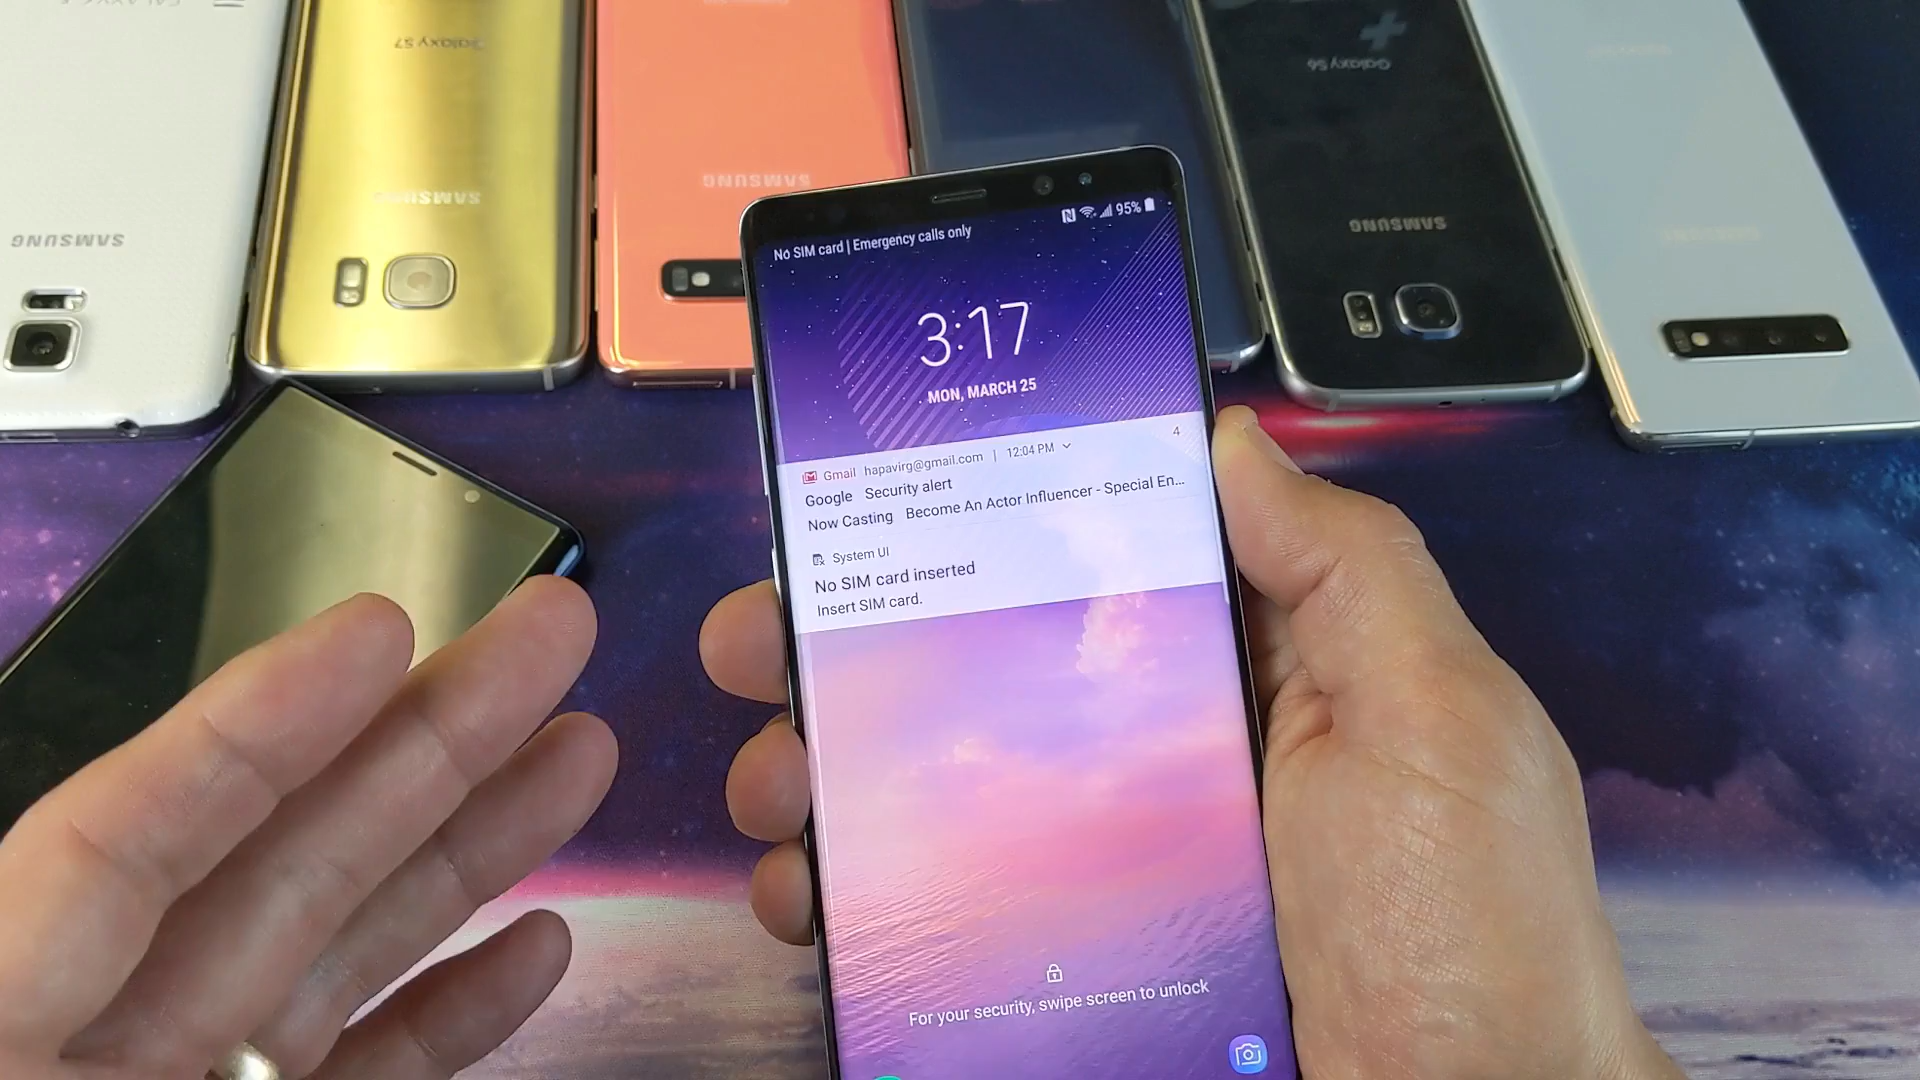 GALAXY S5
Galaxy S7
Galaxy S6
SAMSUNG
SAMSUNG
SAMSUNG
SAMSUNG
SAMSUNG
95%
No SIM card | Emergency calls only
3:17
MON, MARCH 25
Gmail hapavirg@gmail.com | 12:04 PM 4
Google Security alert
Now Casting Become An Actor Influencer - Special En...
System UI
No SIM card inserted
Insert SIM card.
For your security, swipe screen to unlock